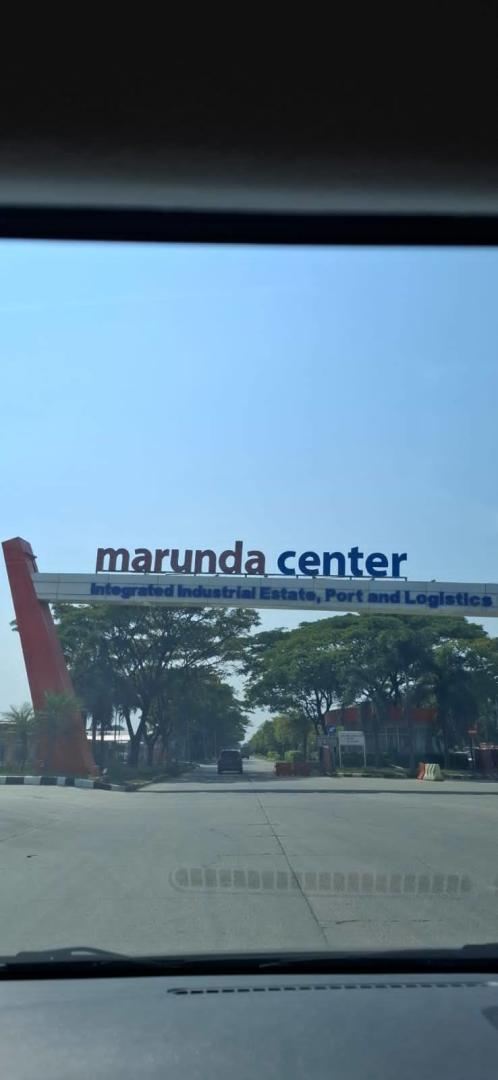 marunda center
Integrated Industrial Estate, Port and Logistics